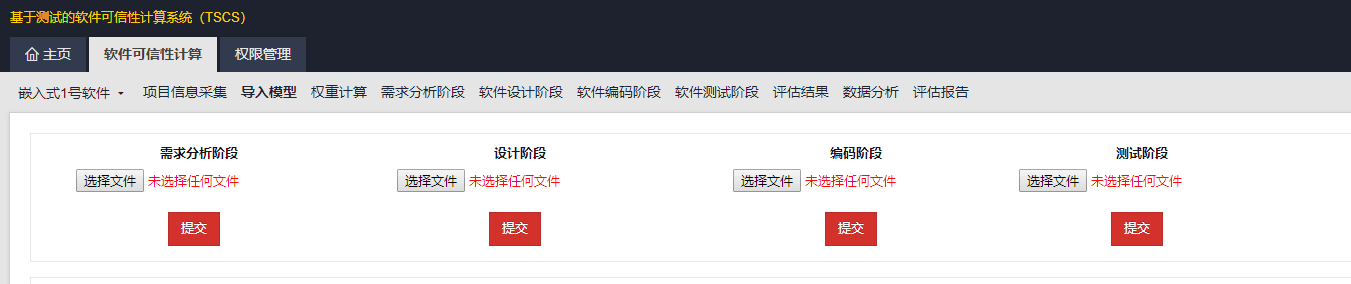 基于测试的软件可信性计算系统（TSCS）
主页 软件可信性计算 权限管理
嵌入式1号软件 项目信息采集 导入模型 权重计算 需求分析阶段 软件设计阶段 软件编码阶段 软件测试阶段 评估结果 数据分析 评估报告
需求分析阶段 设计阶段 编码阶段 测试阶段
选择文件 未选择任何文件 选择文件 未选择任何文件 选择文件 未选择任何文件 选择文件 未选择任何文件
提交 提交 提交 提交